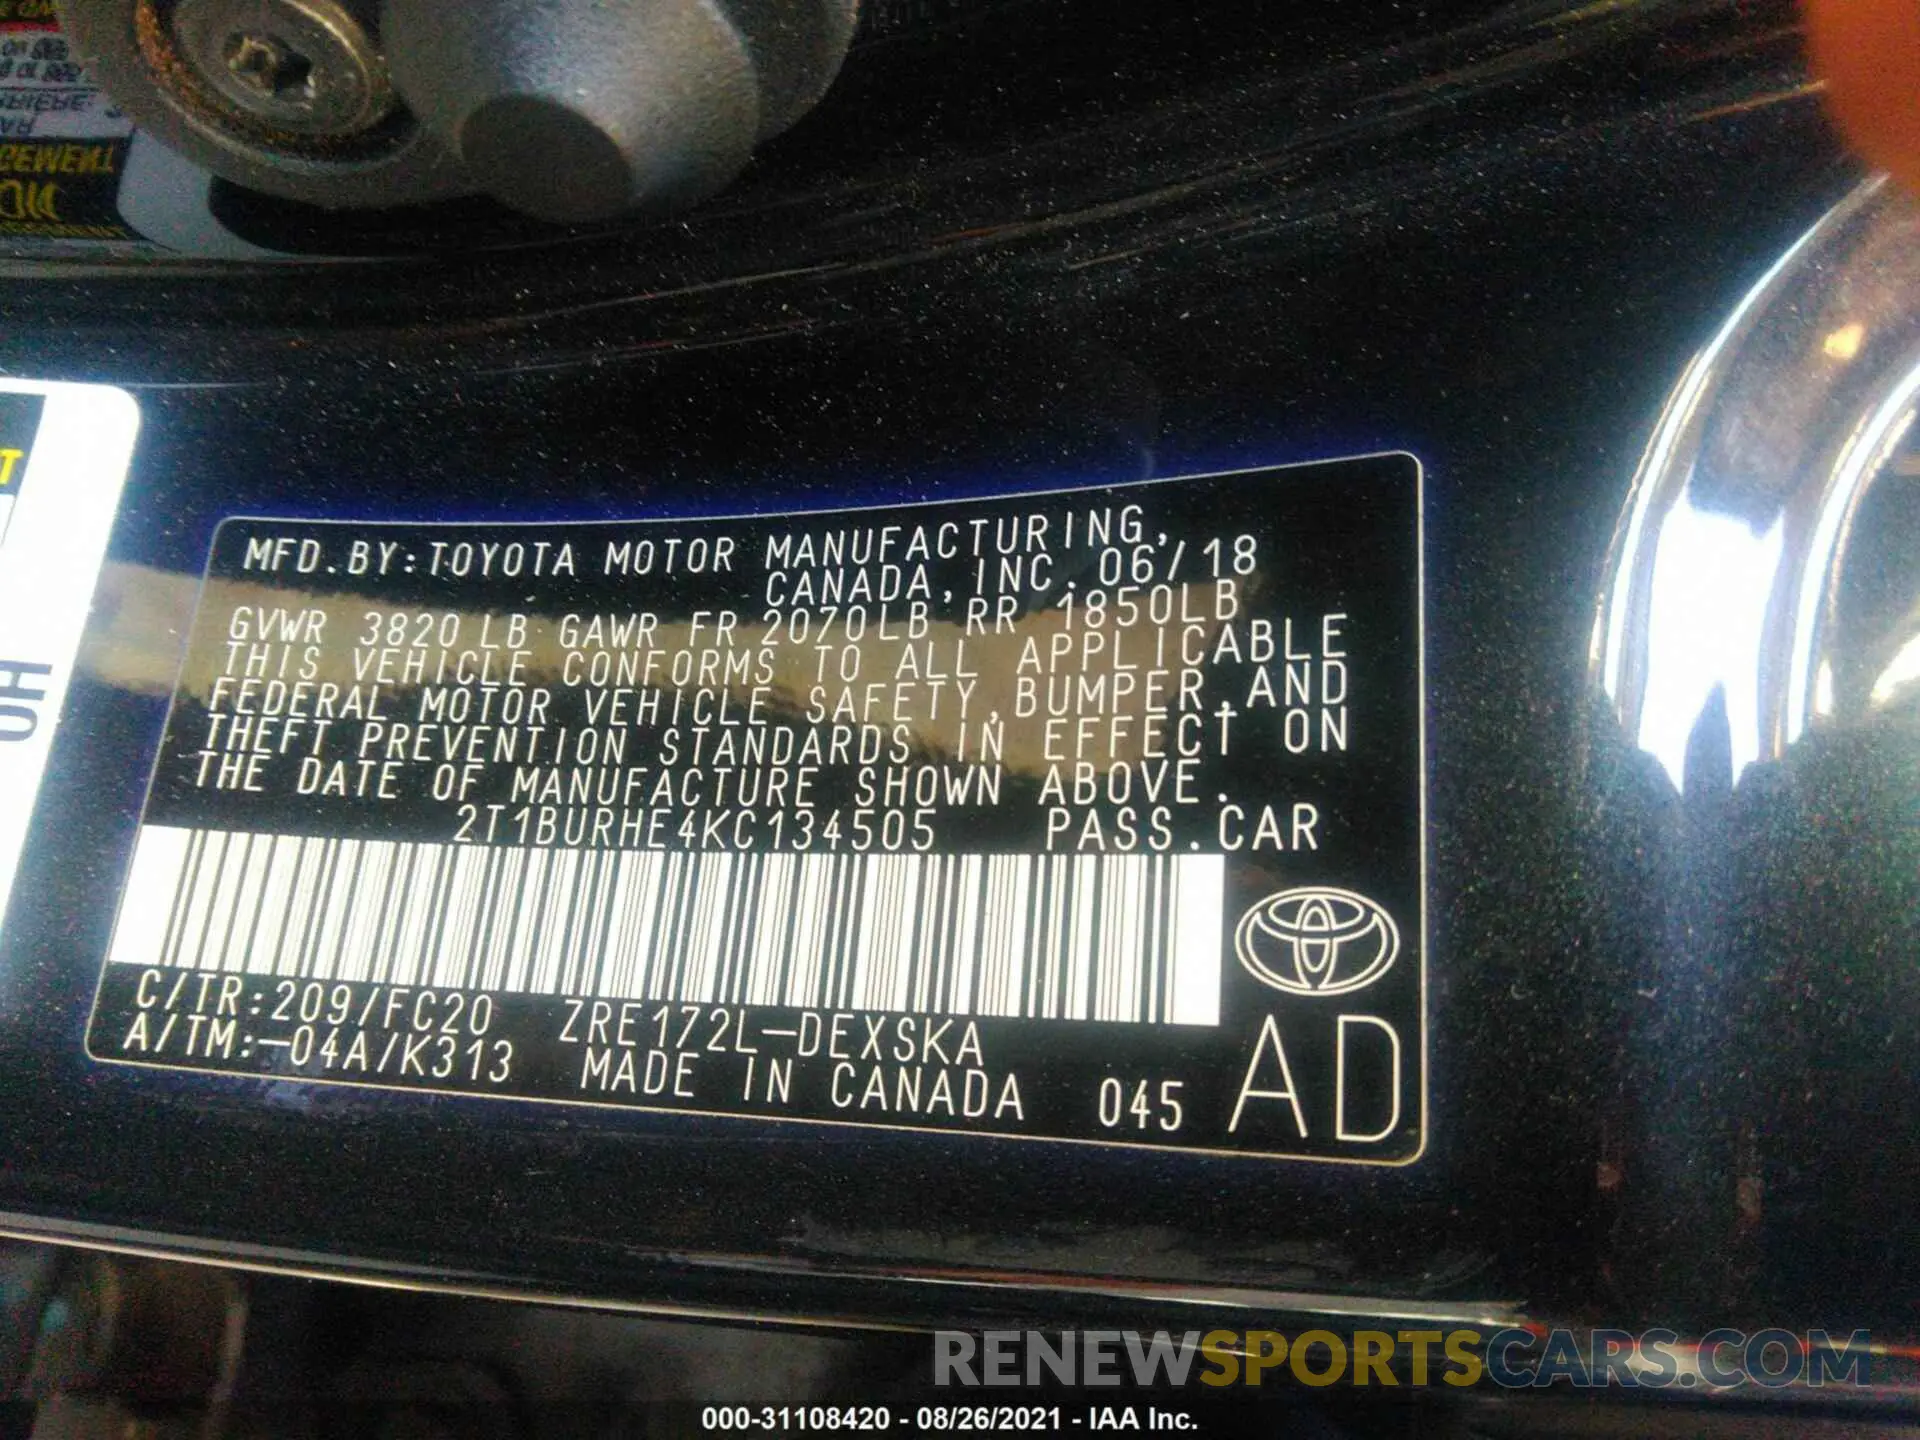 CEMENT
T
MFD.BY:TOYOTA MOTOR MANUFACTURING,
CANADA,INC. 06/18
GVWR 3820LB GAWR FR 2070LB RR 1850LB
THIS VEHICLE CONFORMS TO ALL APPLICABLE
FEDERAL MOTOR VEHICLE SAFETY,BUMPER,AND
THEFT PREVENTION STANDARDS IN EFFECT ON
THE DATE OF MANUFACTURE SHOWN ABOVE.
2T1BURHE4KC134505 PASS.CAR
C/TR:209/FC20 ZRE172L-DEXSKA
A/TM:-04A/K313 MADE IN CANADA 045 AD
RENEWSPORTSCARS.COM
000-31108420 - 08/26/2021 - IAA Inc.